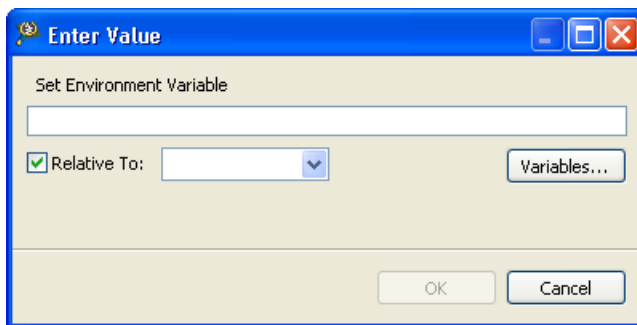 Enter Value
Set Environment Variable
Relative To:
Variables...
OK
Cancel